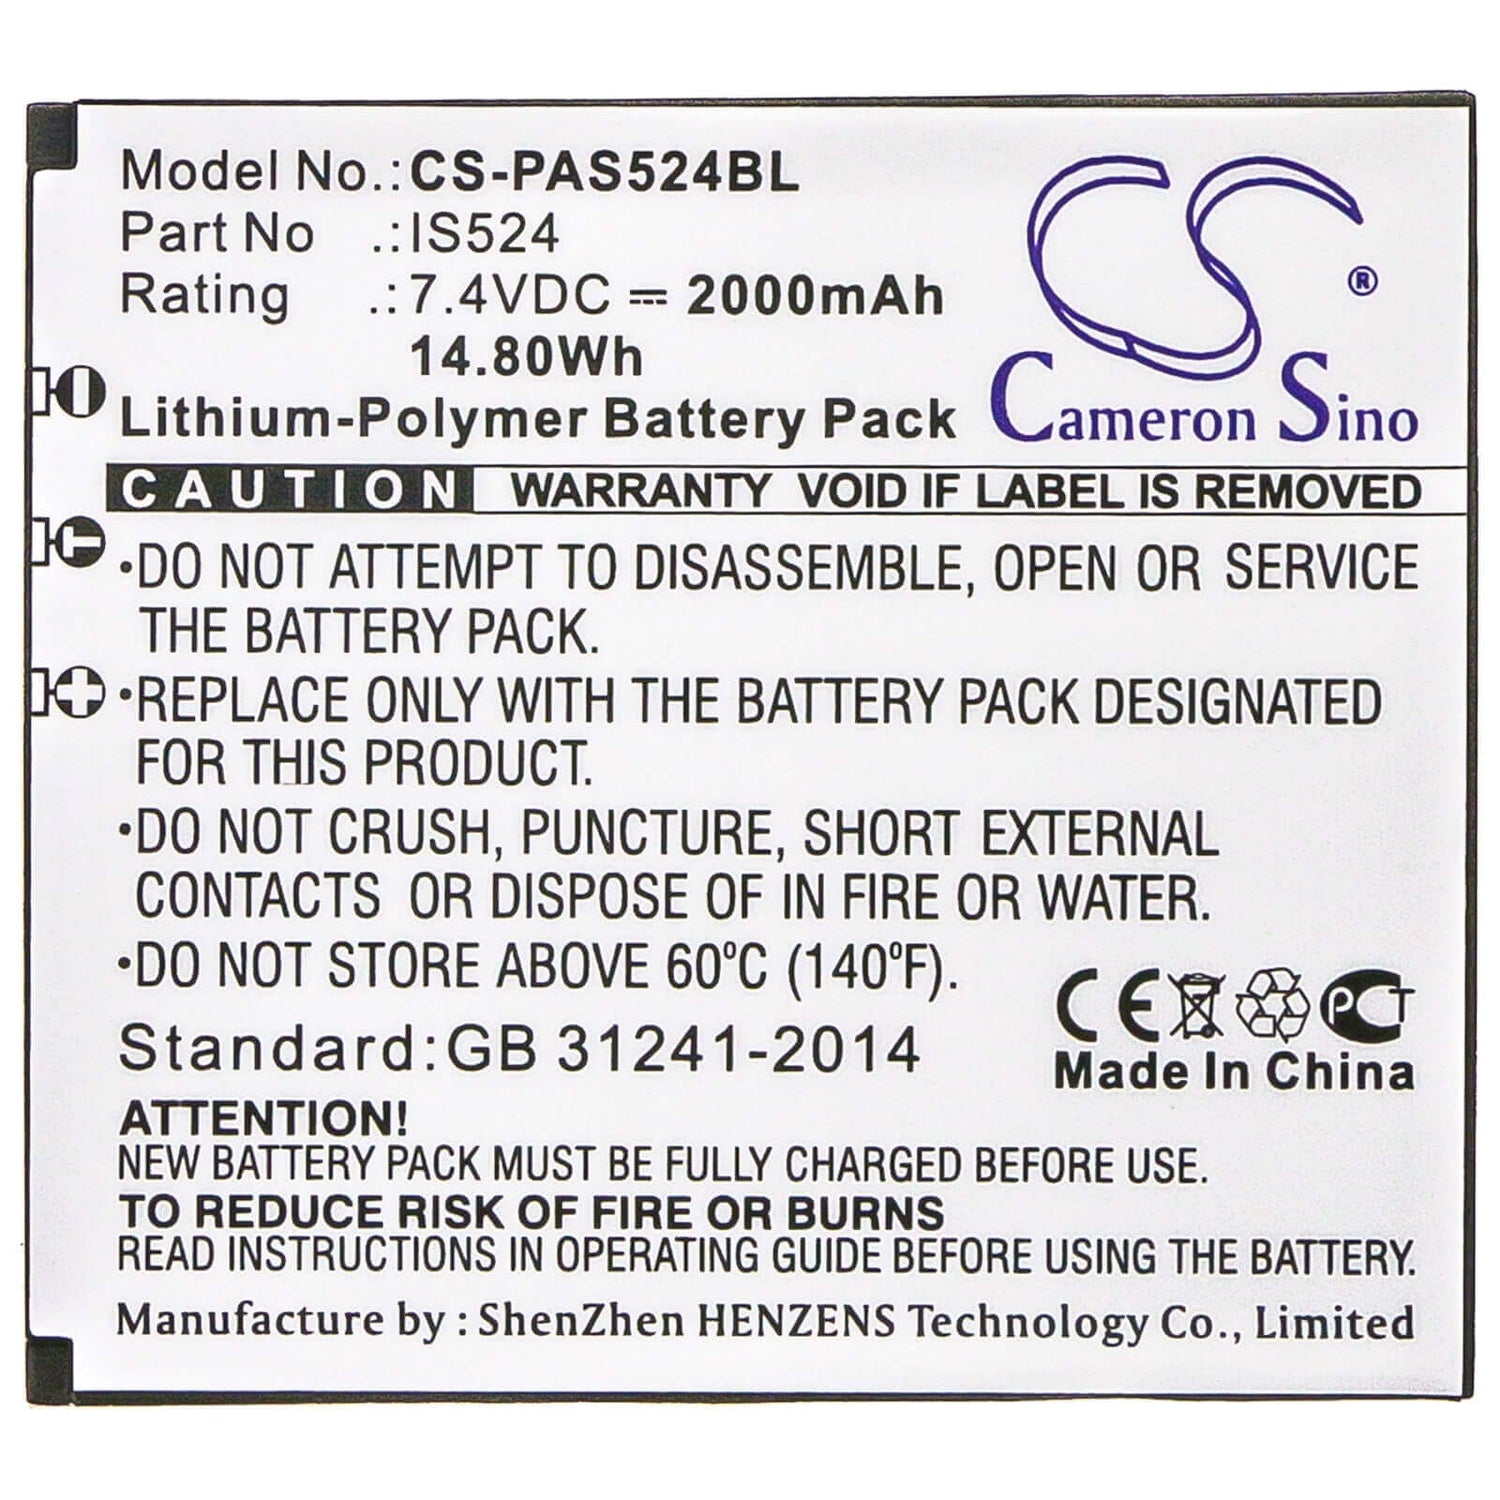 Model No.:CS-PAS524BL
Part No .:IS524
Rating .:7.4VDC ⎓ 2000mAh
14.80Wh
Lithium-Polymer Battery Pack
CS ®
Cameron Sino
CAUTION WARRANTY VOID IF LABEL IS REMOVED
•DO NOT ATTEMPT TO DISASSEMBLE, OPEN OR SERVICE
THE BATTERY PACK.
•REPLACE ONLY WITH THE BATTERY PACK DESIGNATED
FOR THIS PRODUCT.
•DO NOT CRUSH, PUNCTURE, SHORT EXTERNAL
CONTACTS OR DISPOSE OF IN FIRE OR WATER.
•DO NOT STORE ABOVE 60°C (140°F).
CE PCT
Standard:GB 31241-2014
Made In China
ATTENTION!
NEW BATTERY PACK MUST BE FULLY CHARGED BEFORE USE.
TO REDUCE RISK OF FIRE OR BURNS
READ INSTRUCTIONS IN OPERATING GUIDE BEFORE USING THE BATTERY.
Manufacture by : ShenZhen HENZENS Technology Co., Limited